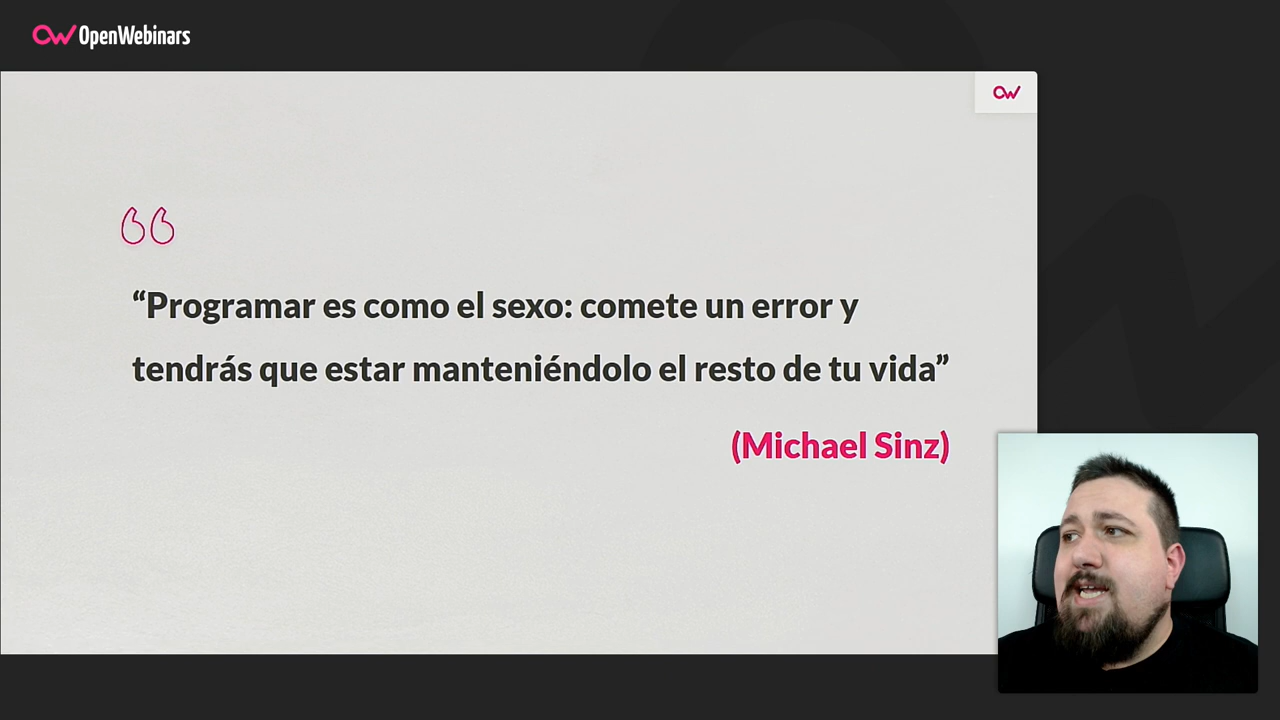 OpenWebinars
“Programar es como el sexo: comete un error y
tendrás que estar manteniéndolo el resto de tu vida”
(Michael Sinz)